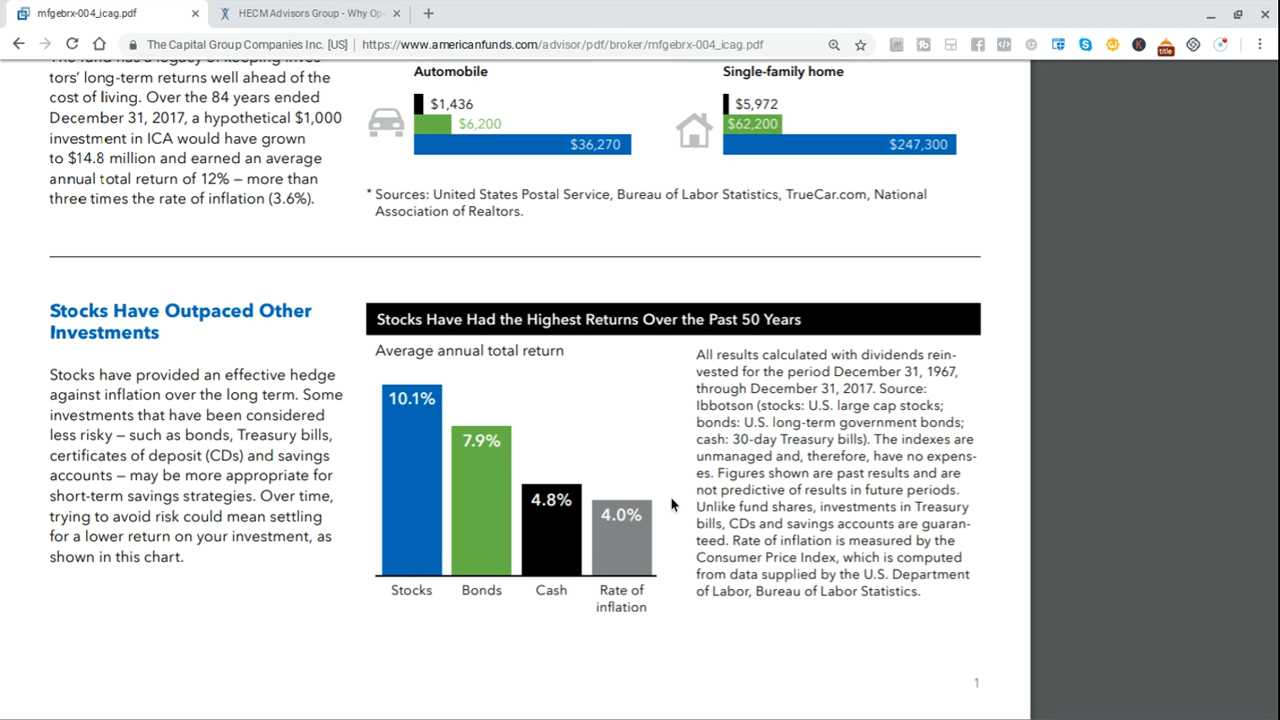 mfgebrx-004_icag.pdf
HECM Advisors Group - Why Op
The Capital Group Companies Inc. [US] | https://www.americanfunds.com/advisor/pdf/broker/mfgebrx-004_icag.pdf
title
The fund has a legacy of keeping inves-
tors’ long-term returns well ahead of the
cost of living. Over the 84 years ended
December 31, 2017, a hypothetical $1,000
investment in ICA would have grown
to $14.8 million and earned an average
annual total return of 12% – more than
three times the rate of inflation (3.6%).
Automobile
$1,436
$6,200
$36,270
Single-family home
$5,972
$62,200
$247,300
* Sources: United States Postal Service, Bureau of Labor Statistics, TrueCar.com, National
Association of Realtors.
Stocks Have Outpaced Other
Investments
Stocks have provided an effective hedge
against inflation over the long term. Some
investments that have been considered
less risky – such as bonds, Treasury bills,
certificates of deposit (CDs) and savings
accounts – may be more appropriate for
short-term savings strategies. Over time,
trying to avoid risk could mean settling
for a lower return on your investment, as
shown in this chart.
Stocks Have Had the Highest Returns Over the Past 50 Years
Average annual total return
10.1%
7.9%
4.8%
4.0%
Stocks
Bonds
Cash
Rate of
inflation
All results calculated with dividends rein-
vested for the period December 31, 1967,
through December 31, 2017. Source:
Ibbotson (stocks: U.S. large cap stocks;
bonds: U.S. long-term government bonds;
cash: 30-day Treasury bills). The indexes are
unmanaged and, therefore, have no expens-
es. Figures shown are past results and are
not predictive of results in future periods.
Unlike fund shares, investments in Treasury
bills, CDs and savings accounts are guaran-
teed. Rate of inflation is measured by the
Consumer Price Index, which is computed
from data supplied by the U.S. Department
of Labor, Bureau of Labor Statistics.
1